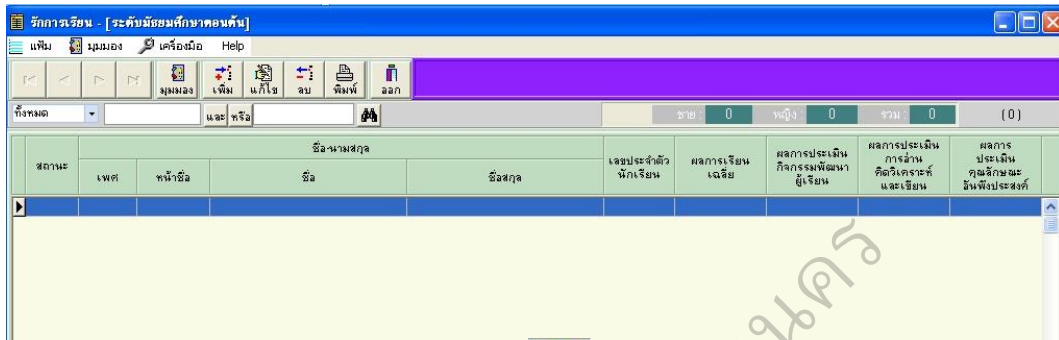 รักการเรียน - [ระดับมัธยมศึกษาตอนต้น]
แฟ้ม มุมมอง เครื่องมือ Help
มุมมอง เพิ่ม แก้ไข ลบ พิมพ์ ออก
ทั้งหมด และ หรือ ชาย : 0 หญิง : 0 รวม : 0 (0)
สถานะ ชื่อ-นามสกุล เลขประจำตัวนักเรียน ผลการเรียนเฉลี่ย ผลการประเมินกิจกรรมพัฒนาผู้เรียน ผลการประเมินการอ่าน คิดวิเคราะห์ และเขียน ผลการประเมินคุณลักษณะอันพึงประสงค์
เพศ หน้าชื่อ ชื่อ ชื่อสกุล
นคร